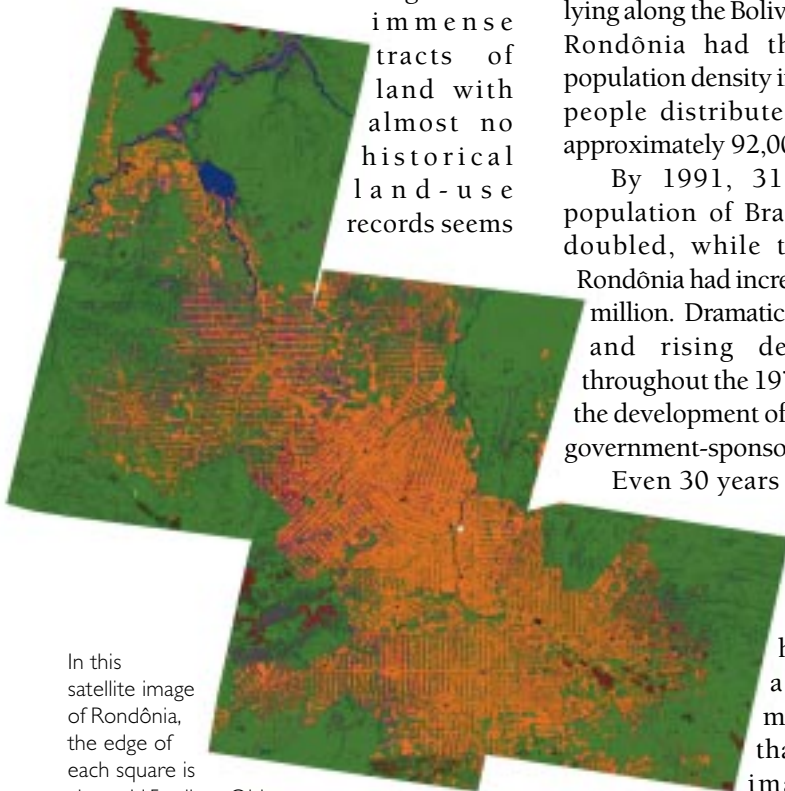 immense
tracts of
land with
almost no
historical
land-use
records seems
lying along the Boliv
Rondônia had th
population density i
people distribute
approximately 92,00
By 1991, 31
population of Bra
doubled, while t
Rondônia had incre
million. Dramatic
and rising de
throughout the 197
the development of
government-sponso
Even 30 years
h
a
m
tha
ima
In this
satellite image
of Rondônia,
the edge of
each square is